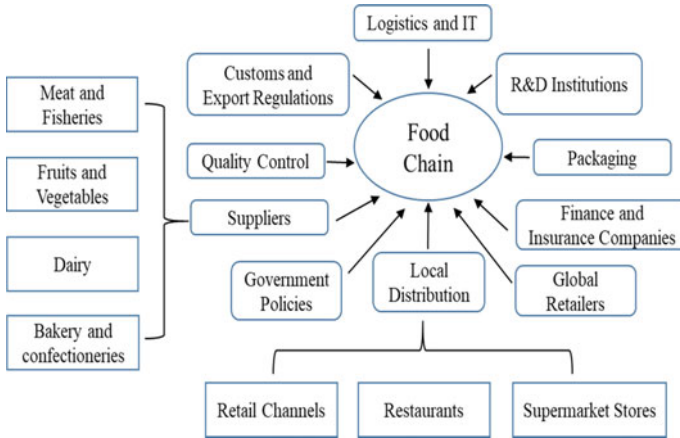 Logistics and IT
Customs and
Export Regulations
R&D Institutions
Meat and
Fisheries
Food
Chain
Quality Control
Packaging
Fruits and
Vegetables
Suppliers
Finance and
Insurance Companies
Dairy
Government
Policies
Local
Distribution
Global
Retailers
Bakery and
confectioneries
Retail Channels
Restaurants
Supermarket Stores